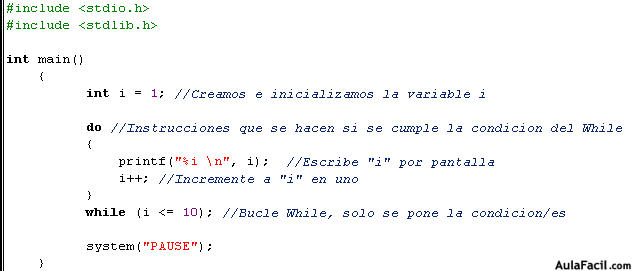 #include <stdio.h>
#include <stdlib.h>
int main()
{
int i = 1; //Creamos e inicializamos la variable i
do //Instrucciones que se hacen si se cumple la condicion del While
{
printf("%i \n", i); //Escribe "i" por pantalla
i++; //Incremente a "i" en uno
}
while (i <= 10); //Bucle While, solo se pone la condicion/es
system("PAUSE");
}
AulaFacil.com